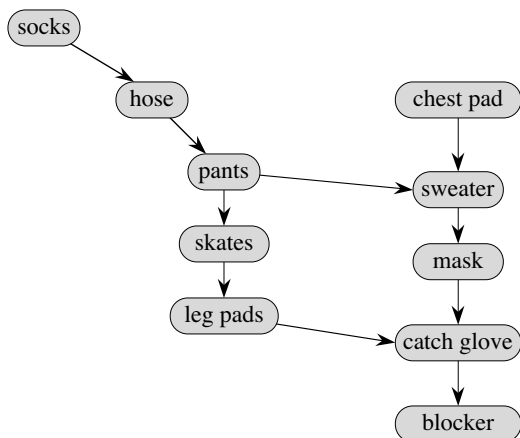 socks
hose
chest pad
pants
sweater
skates
mask
leg pads
catch glove
blocker